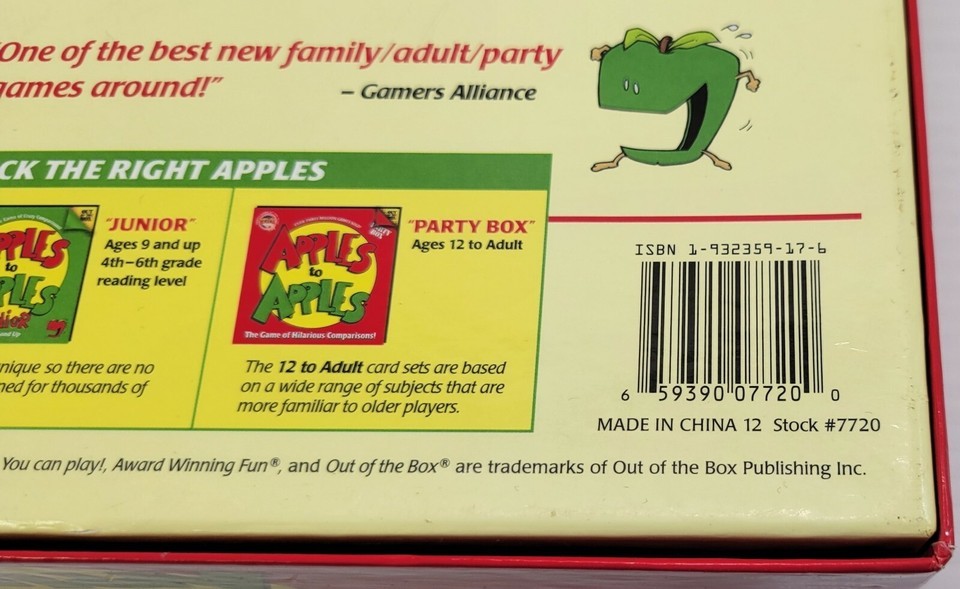 "One of the best new family/adult/party
games around!"
– Gamers Alliance
CK THE RIGHT APPLES
"JUNIOR"
Ages 9 and up
4th–6th grade
reading level
PPLES
to
PLES
"PARTY BOX"
Ages 12 to Adult
APPLES
to
APPLES
The Game of Hilarious Comparisons!
nique so there are no
ned for thousands of
The 12 to Adult card sets are based
on a wide range of subjects that are
more familiar to older players.
ISBN 1-932359-17-6
6 59390 07720 0
MADE IN CHINA 12 Stock #7720
You can play!, Award Winning Fun®, and Out of the Box® are trademarks of Out of the Box Publishing Inc.